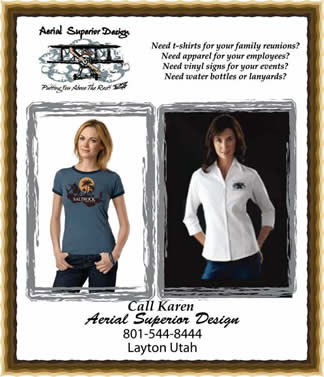 Aerial Superior Design
Putting You Above The Rest!
Need t-shirts for your family reunions?
Need apparel for your employees?
Need vinyl signs for your events?
Need water bottles or lanyards?
SALTROCK
Call Karen
Aerial Superior Design
801-544-8444
Layton Utah